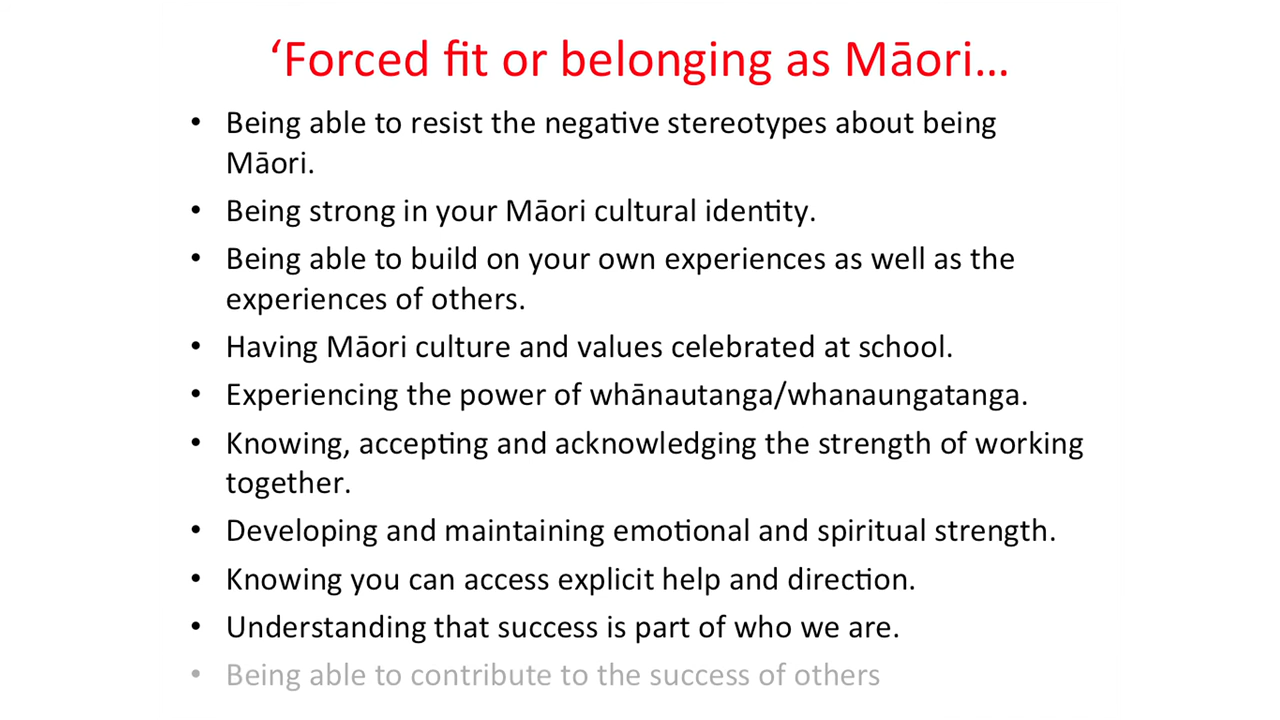 ‘Forced fit or belonging as Māori…
• Being able to resist the negative stereotypes about being
Māori.
• Being strong in your Māori cultural identity.
• Being able to build on your own experiences as well as the
experiences of others.
• Having Māori culture and values celebrated at school.
• Experiencing the power of whānautanga/whanaungatanga.
• Knowing, accepting and acknowledging the strength of working
together.
• Developing and maintaining emotional and spiritual strength.
• Knowing you can access explicit help and direction.
• Understanding that success is part of who we are.
• Being able to contribute to the success of others